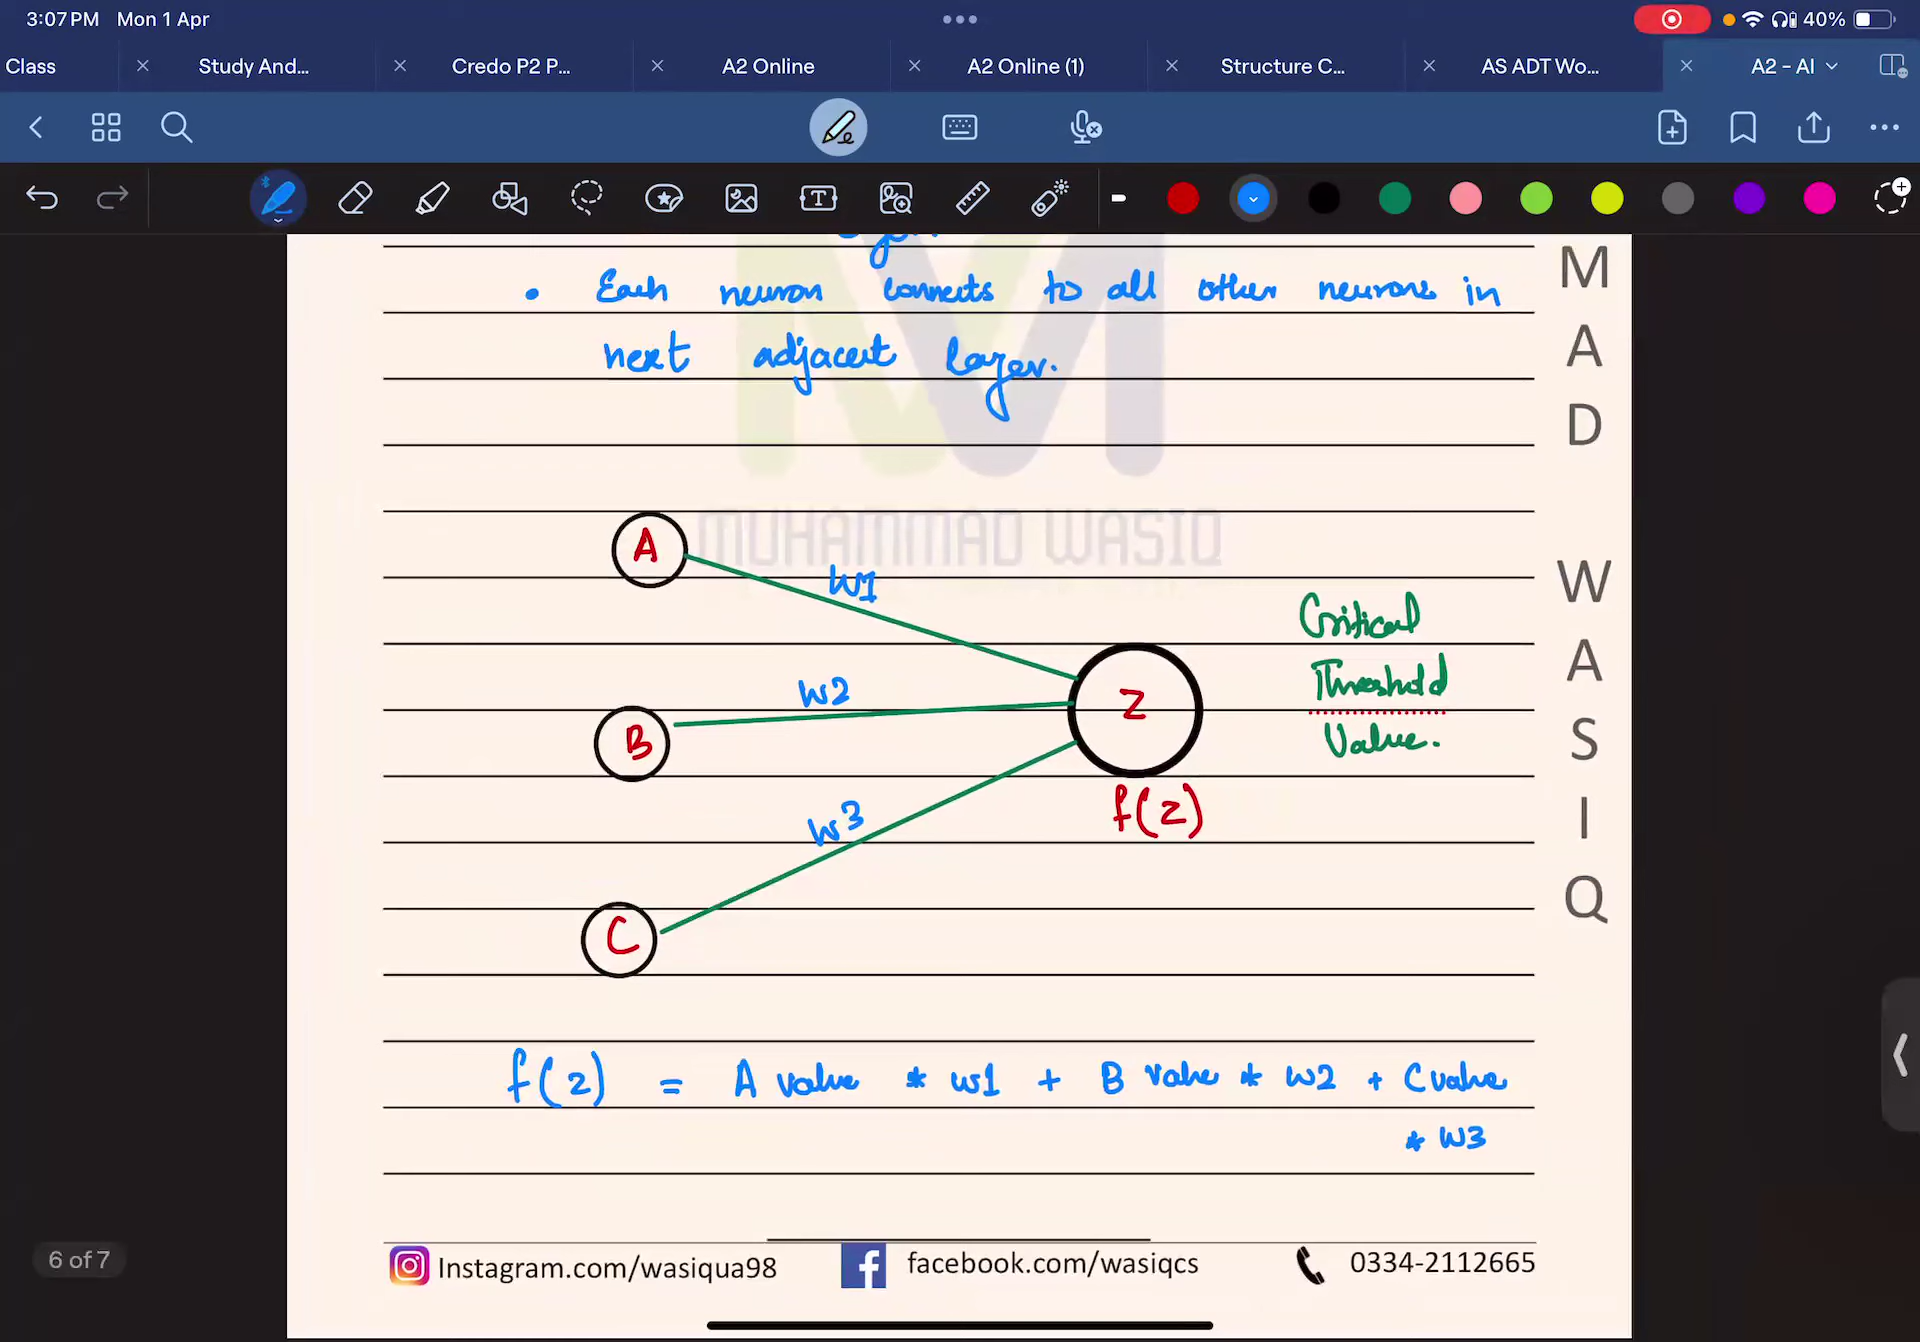 3:07 PM Mon 1 Apr
40%
Class
Study And...
Credo P2 P...
A2 Online
A2 Online (1)
Structure C...
AS ADT Wo...
A2 - AI
• Each neuron connects to all other neurons in
next adjacent layer.
MUHAMMAD WASIQ
M
A
D
W
A
S
I
Q
A
W1
Critical
Threshold
Value.
W2
Z
B
f(z)
W3
C
f(z) = A value * w1 + B value * w2 + C value
* w3
6 of 7
Instagram.com/wasiqua98
facebook.com/wasiqcs
0334-2112665